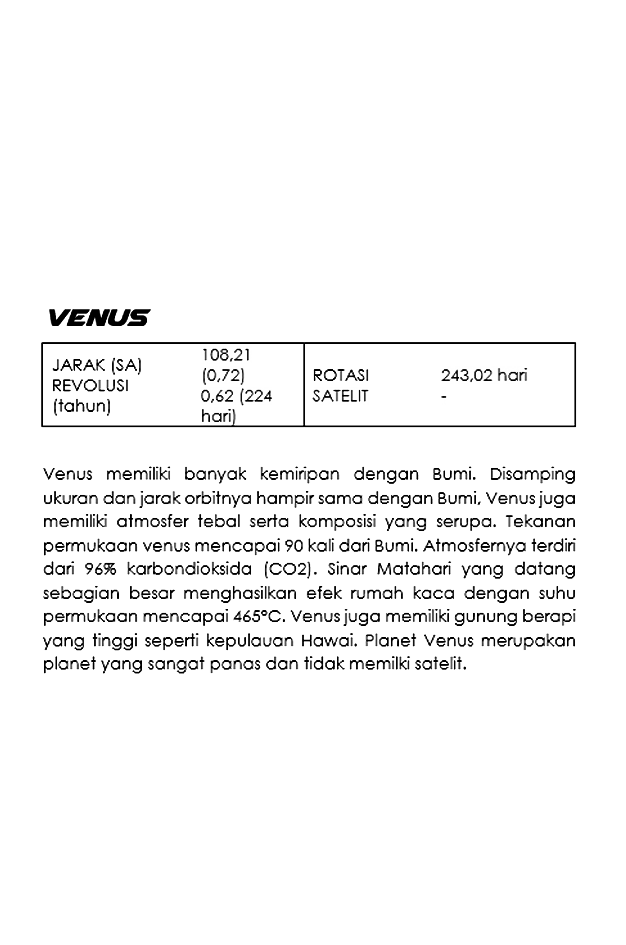 VENUS
JARAK (SA)
REVOLUSI
(tahun)
108,21
(0,72)
0,62 (224
hari)
ROTASI
SATELIT
243,02 hari
-
Venus memiliki banyak kemiripan dengan Bumi. Disamping
ukuran dan jarak orbitnya hampir sama dengan Bumi, Venus juga
memiliki atmosfer tebal serta komposisi yang serupa. Tekanan
permukaan venus mencapai 90 kali dari Bumi. Atmosfernya terdiri
dari 96% karbondioksida (CO2). Sinar Matahari yang datang
sebagian besar menghasilkan efek rumah kaca dengan suhu
permukaan mencapai 465°C. Venus juga memiliki gunung berapi
yang tinggi seperti kepulauan Hawai. Planet Venus merupakan
planet yang sangat panas dan tidak memilki satelit.